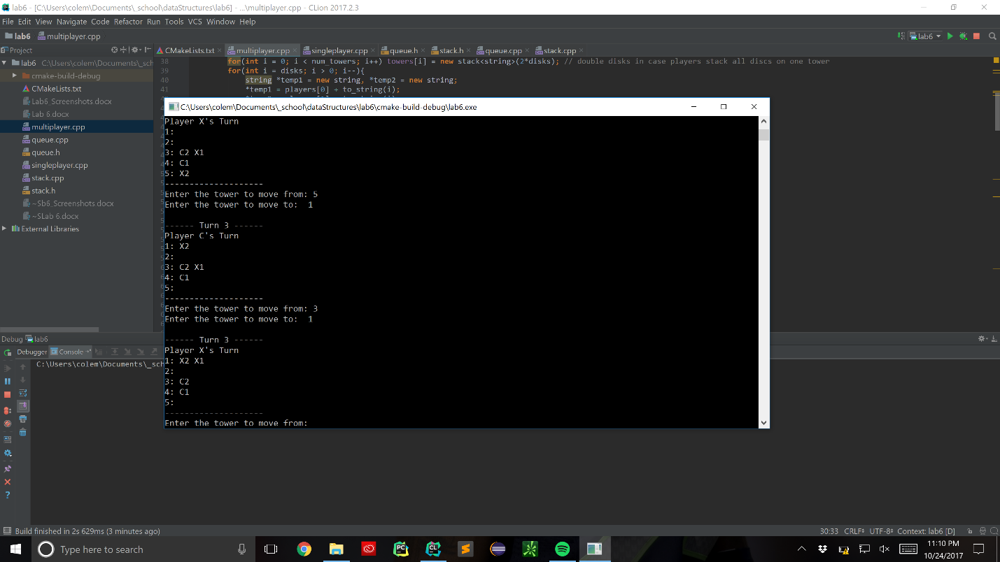 lab6 - [C:\Users\colem\Documents\_school\dataStructures\lab6] - ...\multiplayer.cpp - CLion 2017.2.3
File Edit View Navigate Code Refactor Run Tools VCS Window Help
lab6 multiplayer.cpp lab6
Project CMakeLists.txt multiplayer.cpp singleplayer.cpp queue.h stack.h queue.cpp stack.cpp
lab6 C:\Users\colem\Documents\_sch
cmake-build-debug
CMakeLists.txt
Lab6_Screenshots.docx
Lab 6.docx
multiplayer.cpp
queue.cpp
queue.h
singleplayer.cpp
stack.cpp
stack.h
~Sb6_Screenshots.docx
~SLab 6.docx
External Libraries
38 for(int i = 0; i < num_towers; i++) towers[i] = new stack<string>(2*disks); // double disks in case players stack all discs on one tower
39 for(int i = disks; i > 0; i--){
40 string *temp1 = new string, *temp2 = new string;
41 *temp1 = players[0] + to_string(i);
C:\Users\colem\Documents\_school\dataStructures\lab6\cmake-build-debug\lab6.exe
Player X's Turn
1:
2:
3: C2 X1
4: C1
5: X2
--------------------
Enter the tower to move from: 5
Enter the tower to move to:  1
------ Turn 3 ------
Player C's Turn
1: X2
2:
3: C2 X1
4: C1
5:
--------------------
Enter the tower to move from: 3
Enter the tower to move to:  1
------ Turn 3 ------
Player X's Turn
1: X2 X1
2:
3: C2
4: C1
5:
--------------------
Enter the tower to move from:
Debug lab6
Debugger Console
C:\Users\colem\Documents\_sch
Build finished in 2s 629ms (3 minutes ago)
30:33 CRLF UTF-8 Context: lab6 [D]
Type here to search
PC
CL
11:10 PM
10/24/2017